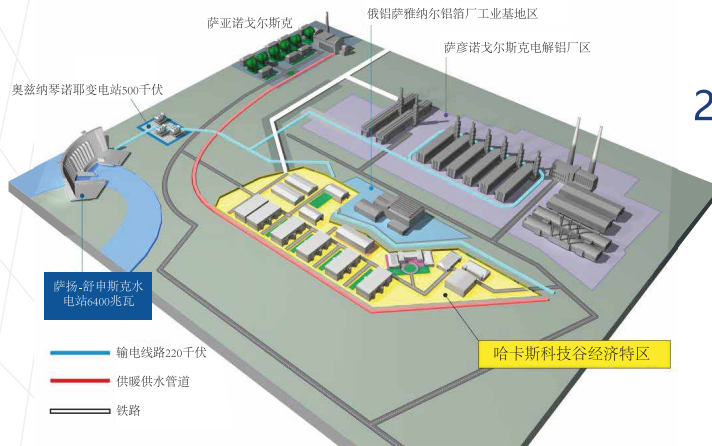 萨亚诺戈尔斯克
俄铝萨雅纳尔铝箔厂工业基地区
萨彦诺戈尔斯克电解铝厂区
奥兹纳琴诺耶变电站500千伏
2
萨扬-舒申斯克水
电站6400兆瓦
哈卡斯科技谷经济特区
输电线路220千伏
供暖供水管道
铁路